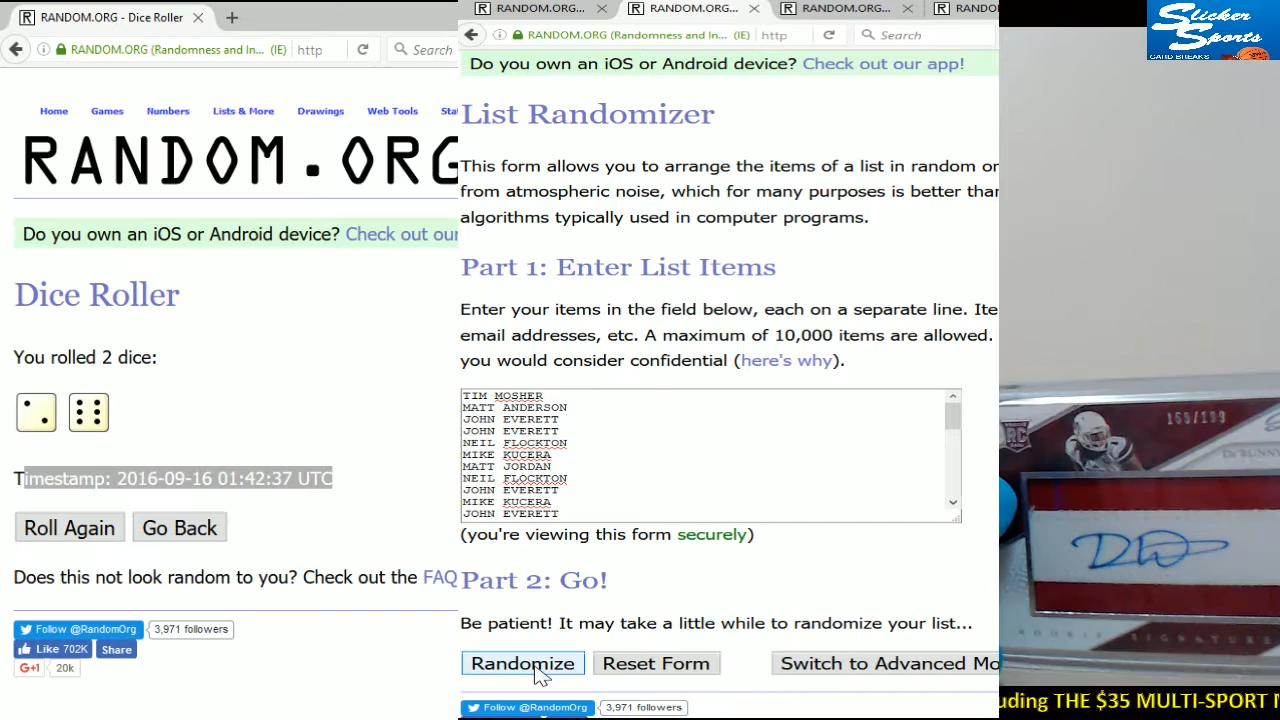 RANDOM.ORG - Dice Roller
RANDOM.ORG (Randomness and In... (IE)
http
Search
Home
Games
Numbers
Lists & More
Drawings
Web Tools
RANDOM.ORG
Do you own an iOS or Android device? Check out our
Dice Roller
You rolled 2 dice:
Timestamp: 2016-09-16 01:42:37 UTC
Roll Again
Go Back
Does this not look random to you? Check out the FAQ
Follow @RandomOrg
3,971 followers
Like 702K
Share
G+1
20k
RANDOM.ORG...
RANDOM.ORG...
RANDOM.ORG...
RANDO
RANDOM.ORG (Randomness and In... (IE)
http
Search
Do you own an iOS or Android device? Check out our app!
List Randomizer
This form allows you to arrange the items of a list in random or
from atmospheric noise, which for many purposes is better than
algorithms typically used in computer programs.
Part 1: Enter List Items
Enter your items in the field below, each on a separate line. Ite
email addresses, etc. A maximum of 10,000 items are allowed.
you would consider confidential (here's why).
TIM MOSHER
MATT ANDERSON
JOHN EVERETT
JOHN EVERETT
NEIL FLOCKTON
MIKE KUCERA
MATT JORDAN
NEIL FLOCKTON
JOHN EVERETT
MIKE KUCERA
JOHN EVERETT
(you're viewing this form securely)
Part 2: Go!
Be patient! It may take a little while to randomize your list...
Randomize
Reset Form
Switch to Advanced Mo
Follow @RandomOrg
3,971 followers
Slicker
Sports
CARD BREAKS
RC
ROOKIE SIGNATURES
uding THE $35 MULTI-SPORT